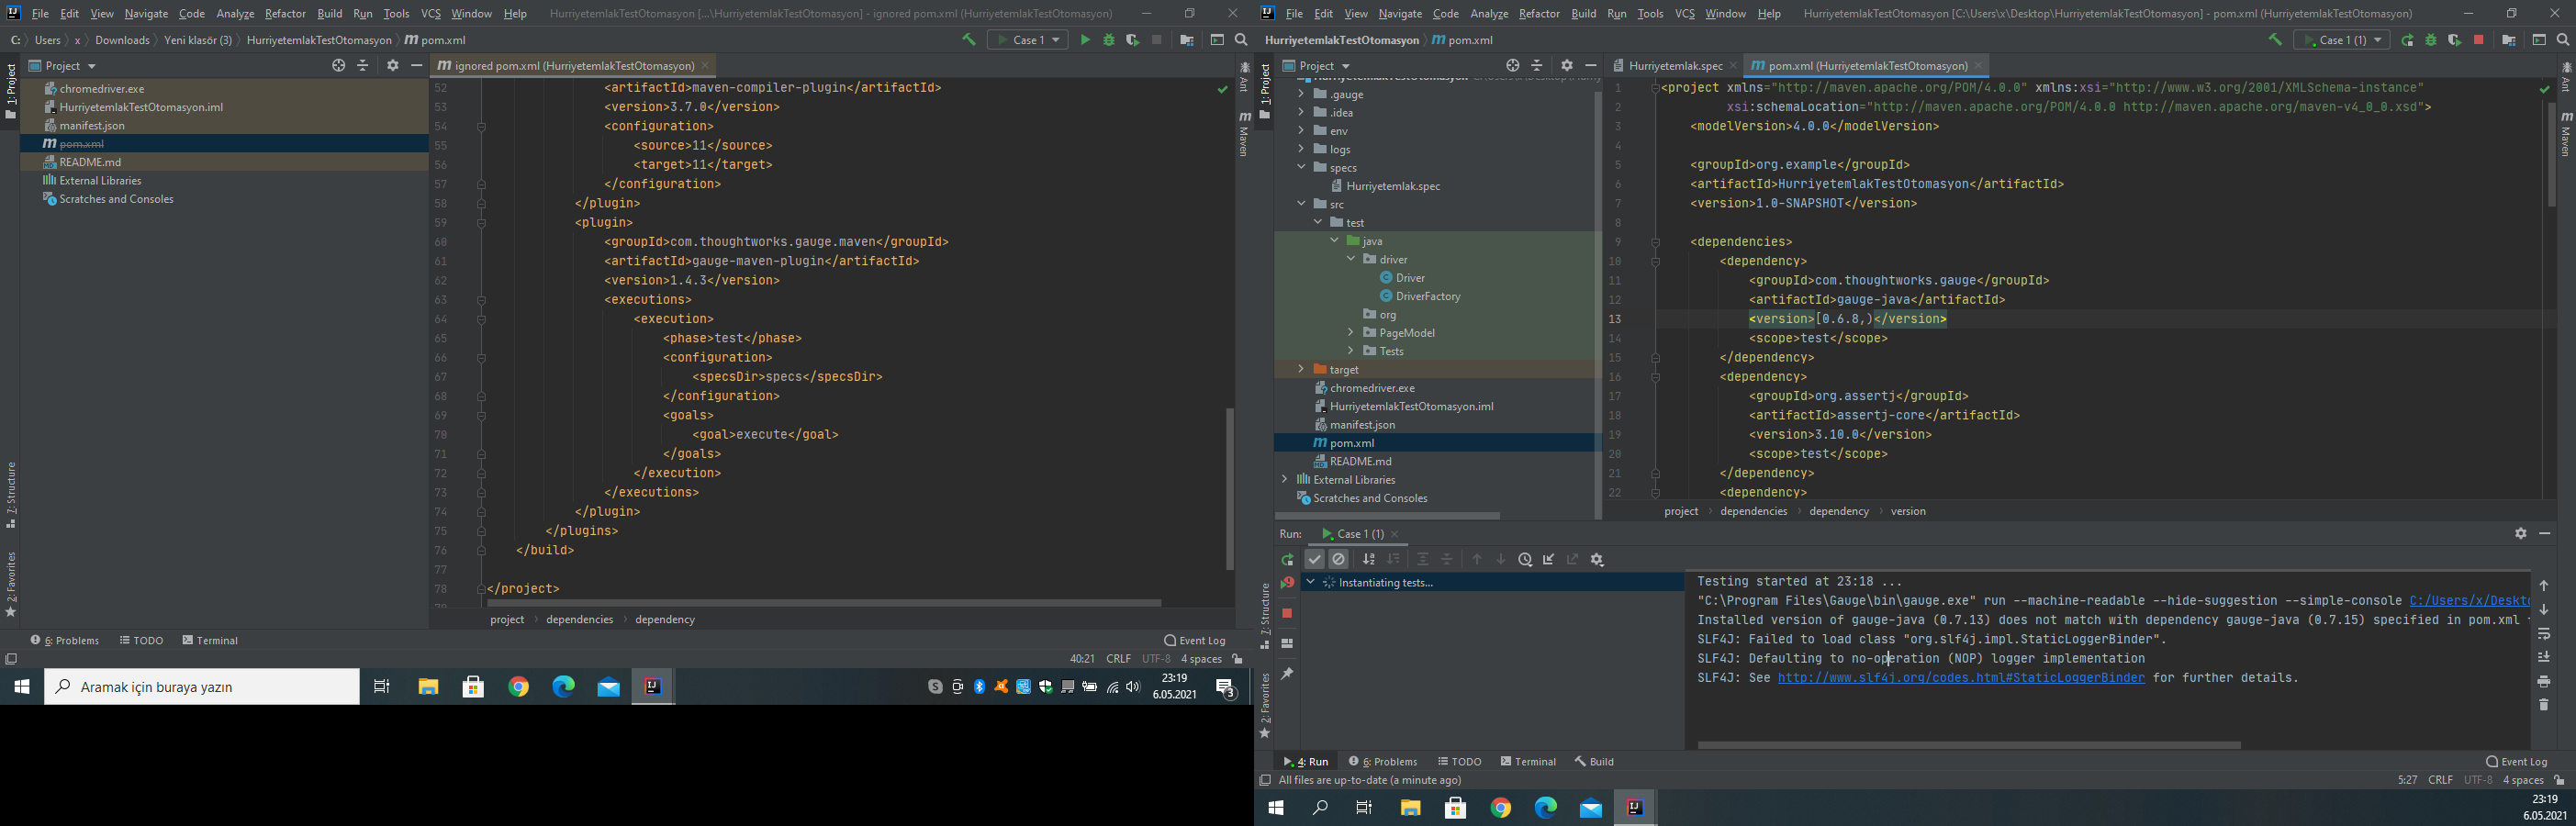 File Edit View Navigate Code Analyze Refactor Build Run Tools VCS Window Help HurriyetemlakTestOtomasyon [...\HurriyetemlakTestOtomasyon] - ignored pom.xml (HurriyetemlakTestOtomasyon)
C: Users x Downloads Yeni klasör (3) HurriyetemlakTestOtomasyon m pom.xml Case 1
Project m ignored pom.xml (HurriyetemlakTestOtomasyon)
1: Project
chromedriver.exe
HurriyetemlakTestOtomasyon.iml
manifest.json
m pom.xml
README.md
External Libraries
Scratches and Consoles
7: Structure
2: Favorites
52 <artifactId>maven-compiler-plugin</artifactId>
53 <version>3.7.0</version>
54 <configuration>
55 <source>11</source>
56 <target>11</target>
57 </configuration>
58 </plugin>
59 <plugin>
60 <groupId>com.thoughtworks.gauge.maven</groupId>
61 <artifactId>gauge-maven-plugin</artifactId>
62 <version>1.4.3</version>
63 <executions>
64 <execution>
65 <phase>test</phase>
66 <configuration>
67 <specsDir>specs</specsDir>
68 </configuration>
69 <goals>
70 <goal>execute</goal>
71 </goals>
72 </execution>
73 </executions>
74 </plugin>
75 </plugins>
76 </build>
77
78 </project>
Ant
m Maven
project dependencies dependency
6: Problems TODO Terminal Event Log
40:21 CRLF UTF-8 4 spaces
Aramak için buraya yazın
23:19
6.05.2021
3
File Edit View Navigate Code Analyze Refactor Build Run Tools VCS Window Help HurriyetemlakTestOtomasyon [C:\Users\x\Desktop\HurriyetemlakTestOtomasyon] - pom.xml (HurriyetemlakTestOtomasyon)
HurriyetemlakTestOtomasyon m pom.xml Case 1 (1)
Project Hurriyetemlak.spec m pom.xml (HurriyetemlakTestOtomasyon)
1: Project
.gauge
.idea
env
logs
specs
Hurriyetemlak.spec
src
test
java
driver
Driver
DriverFactory
org
PageModel
Tests
target
chromedriver.exe
HurriyetemlakTestOtomasyon.iml
manifest.json
m pom.xml
README.md
External Libraries
Scratches and Consoles
1 <project xmlns="http://maven.apache.org/POM/4.0.0" xmlns:xsi="http://www.w3.org/2001/XMLSchema-instance"
2 xsi:schemaLocation="http://maven.apache.org/POM/4.0.0 http://maven.apache.org/maven-v4_0_0.xsd">
3 <modelVersion>4.0.0</modelVersion>
4
5 <groupId>org.example</groupId>
6 <artifactId>HurriyetemlakTestOtomasyon</artifactId>
7 <version>1.0-SNAPSHOT</version>
8
9 <dependencies>
10 <dependency>
11 <groupId>com.thoughtworks.gauge</groupId>
12 <artifactId>gauge-java</artifactId>
13 <version>[0.6.8,)</version>
14 <scope>test</scope>
15 </dependency>
16 <dependency>
17 <groupId>org.assertj</groupId>
18 <artifactId>assertj-core</artifactId>
19 <version>3.10.0</version>
20 <scope>test</scope>
21 </dependency>
22 <dependency>
Ant
m Maven
project dependencies dependency version
Run: Case 1 (1)
Instantiating tests...
Testing started at 23:18 ...
"C:\Program Files\Gauge\bin\gauge.exe" run --machine-readable --hide-suggestion --simple-console C:/Users/x/Deskto
Installed version of gauge-java (0.7.13) does not match with dependency gauge-java (0.7.15) specified in pom.xml
SLF4J: Failed to load class "org.slf4j.impl.StaticLoggerBinder".
SLF4J: Defaulting to no-operation (NOP) logger implementation
SLF4J: See http://www.slf4j.org/codes.html#StaticLoggerBinder for further details.
7: Structure
2: Favorites
4: Run 6: Problems TODO Terminal Build Event Log
All files are up-to-date (a minute ago) 5:27 CRLF UTF-8 4 spaces
23:19
6.05.2021